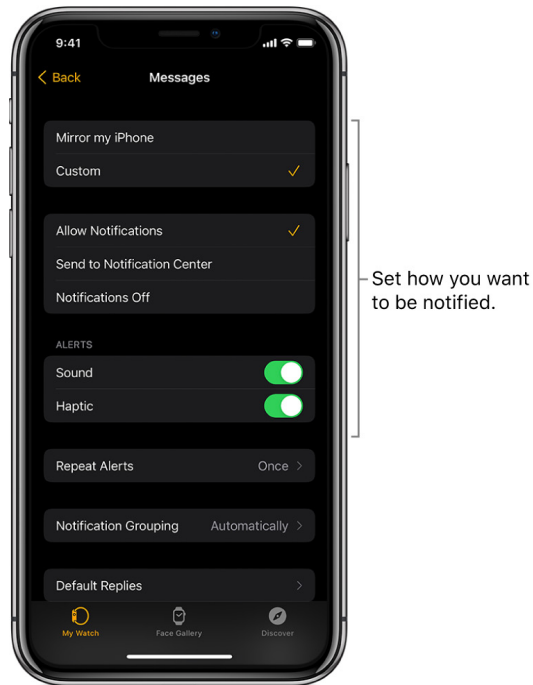 9:41
Back
Messages
Mirror my iPhone
Custom
Allow Notifications
Send to Notification Center
Notifications Off
ALERTS
Sound
Haptic
Repeat Alerts Once
Notification Grouping Automatically
Default Replies
My Watch Face Gallery Discover
Set how you want
to be notified.